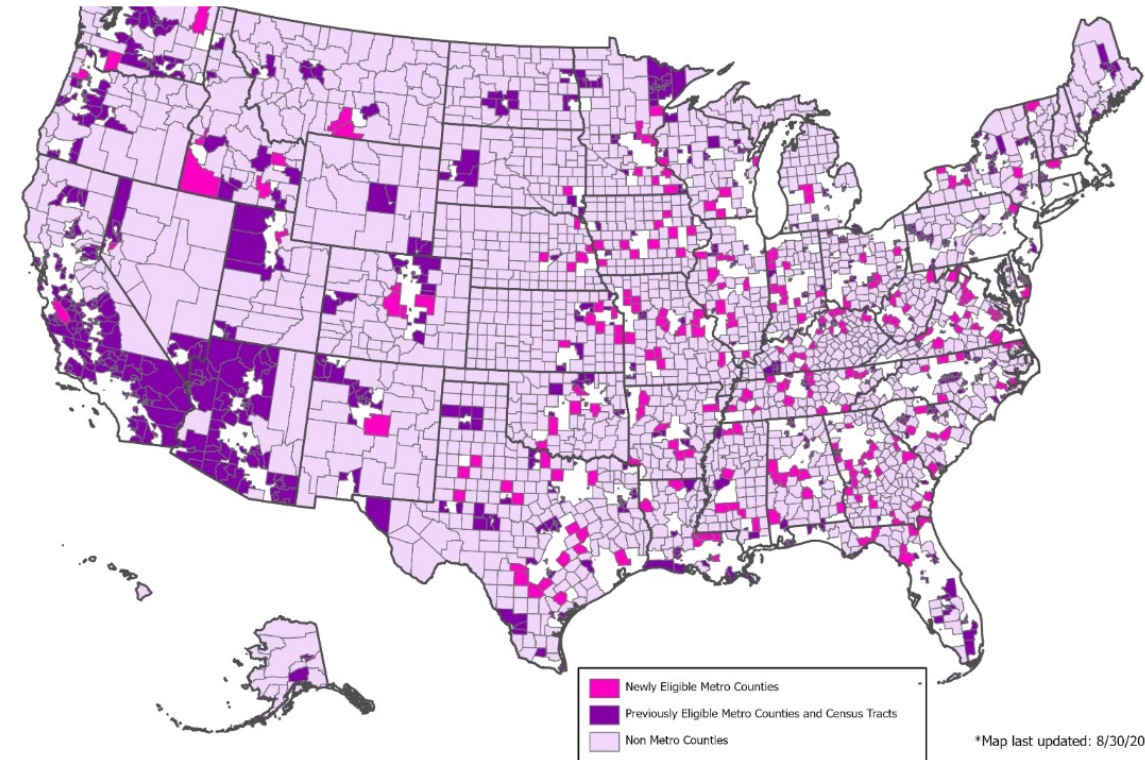 Newly Eligible Metro Counties
Previously Eligible Metro Counties and Census Tracts
Non Metro Counties
*Map last updated: 8/30/20